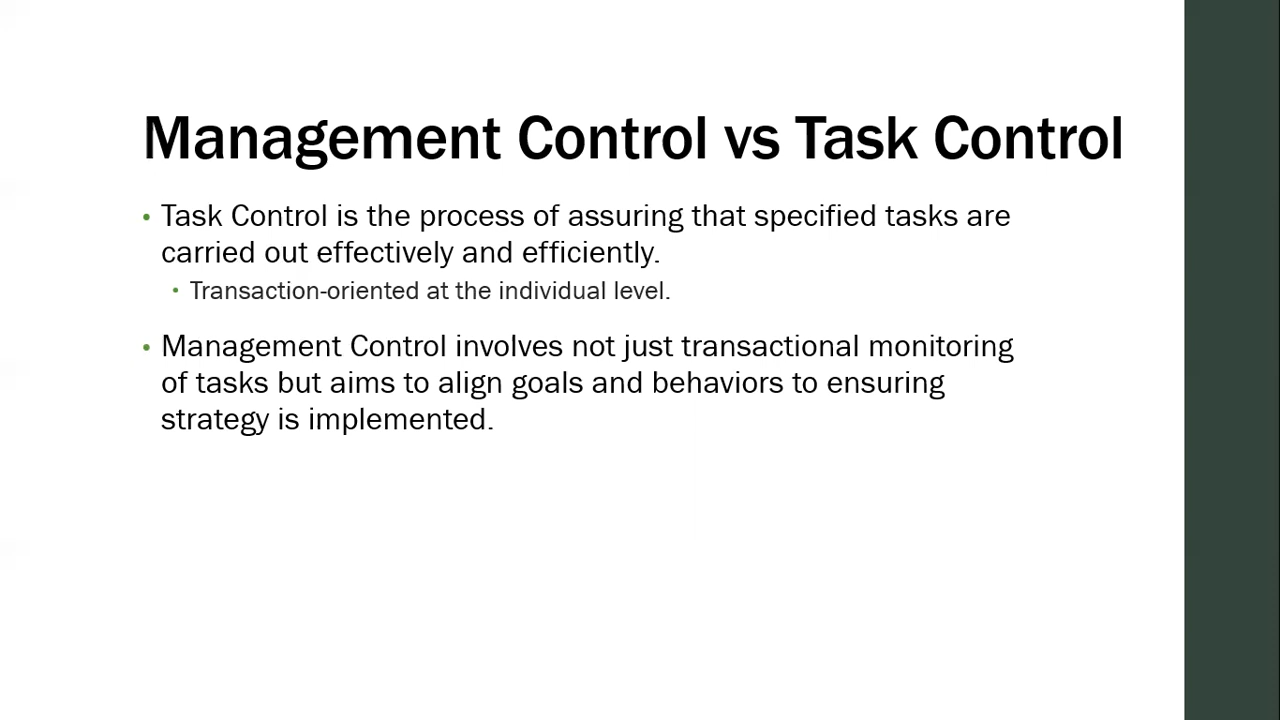 Management Control vs Task Control
• Task Control is the process of assuring that specified tasks are
carried out effectively and efficiently.
• Transaction-oriented at the individual level.
• Management Control involves not just transactional monitoring
of tasks but aims to align goals and behaviors to ensuring
strategy is implemented.